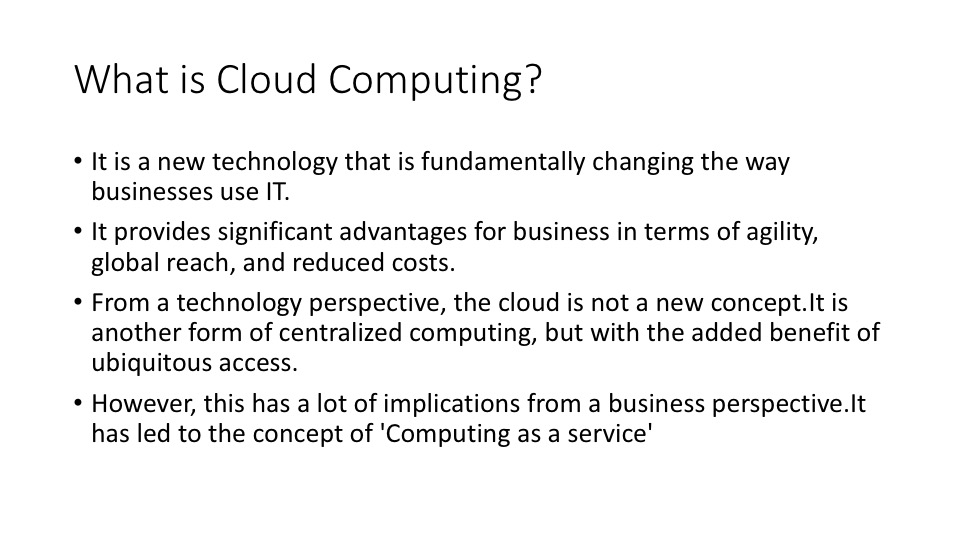 What is Cloud Computing?
• It is a new technology that is fundamentally changing the way
businesses use IT.
• It provides significant advantages for business in terms of agility,
global reach, and reduced costs.
• From a technology perspective, the cloud is not a new concept.It is
another form of centralized computing, but with the added benefit of
ubiquitous access.
• However, this has a lot of implications from a business perspective.It
has led to the concept of 'Computing as a service'